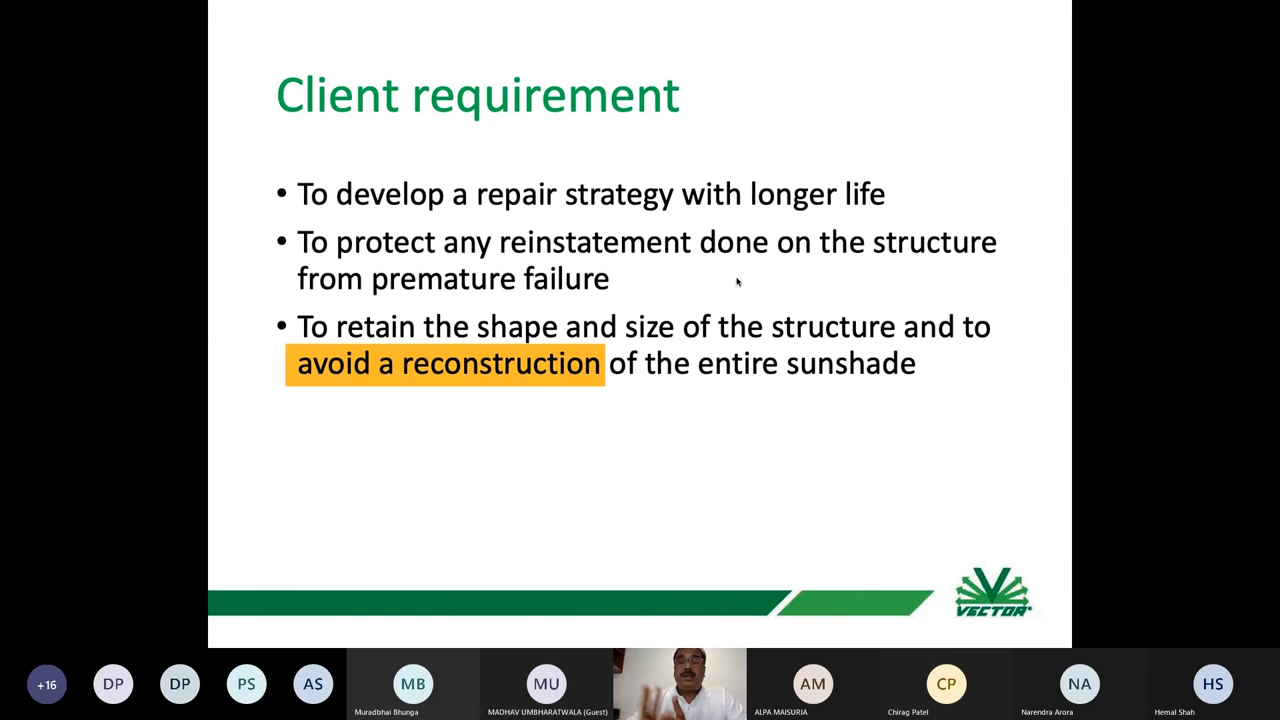 Client requirement
• To develop a repair strategy with longer life
• To protect any reinstatement done on the structure
from premature failure
• To retain the shape and size of the structure and to
avoid a reconstruction of the entire sunshade
V
VECTOR®
+16
DP
DP
PS
AS
MB
MU
AM
CP
NA
HS
Muradbhai Bhunga
MADHAV UMBHARATWALA (Guest)
ALPA MAISURIA
Chirag Patel
Narendra Arora
Hemal Shah